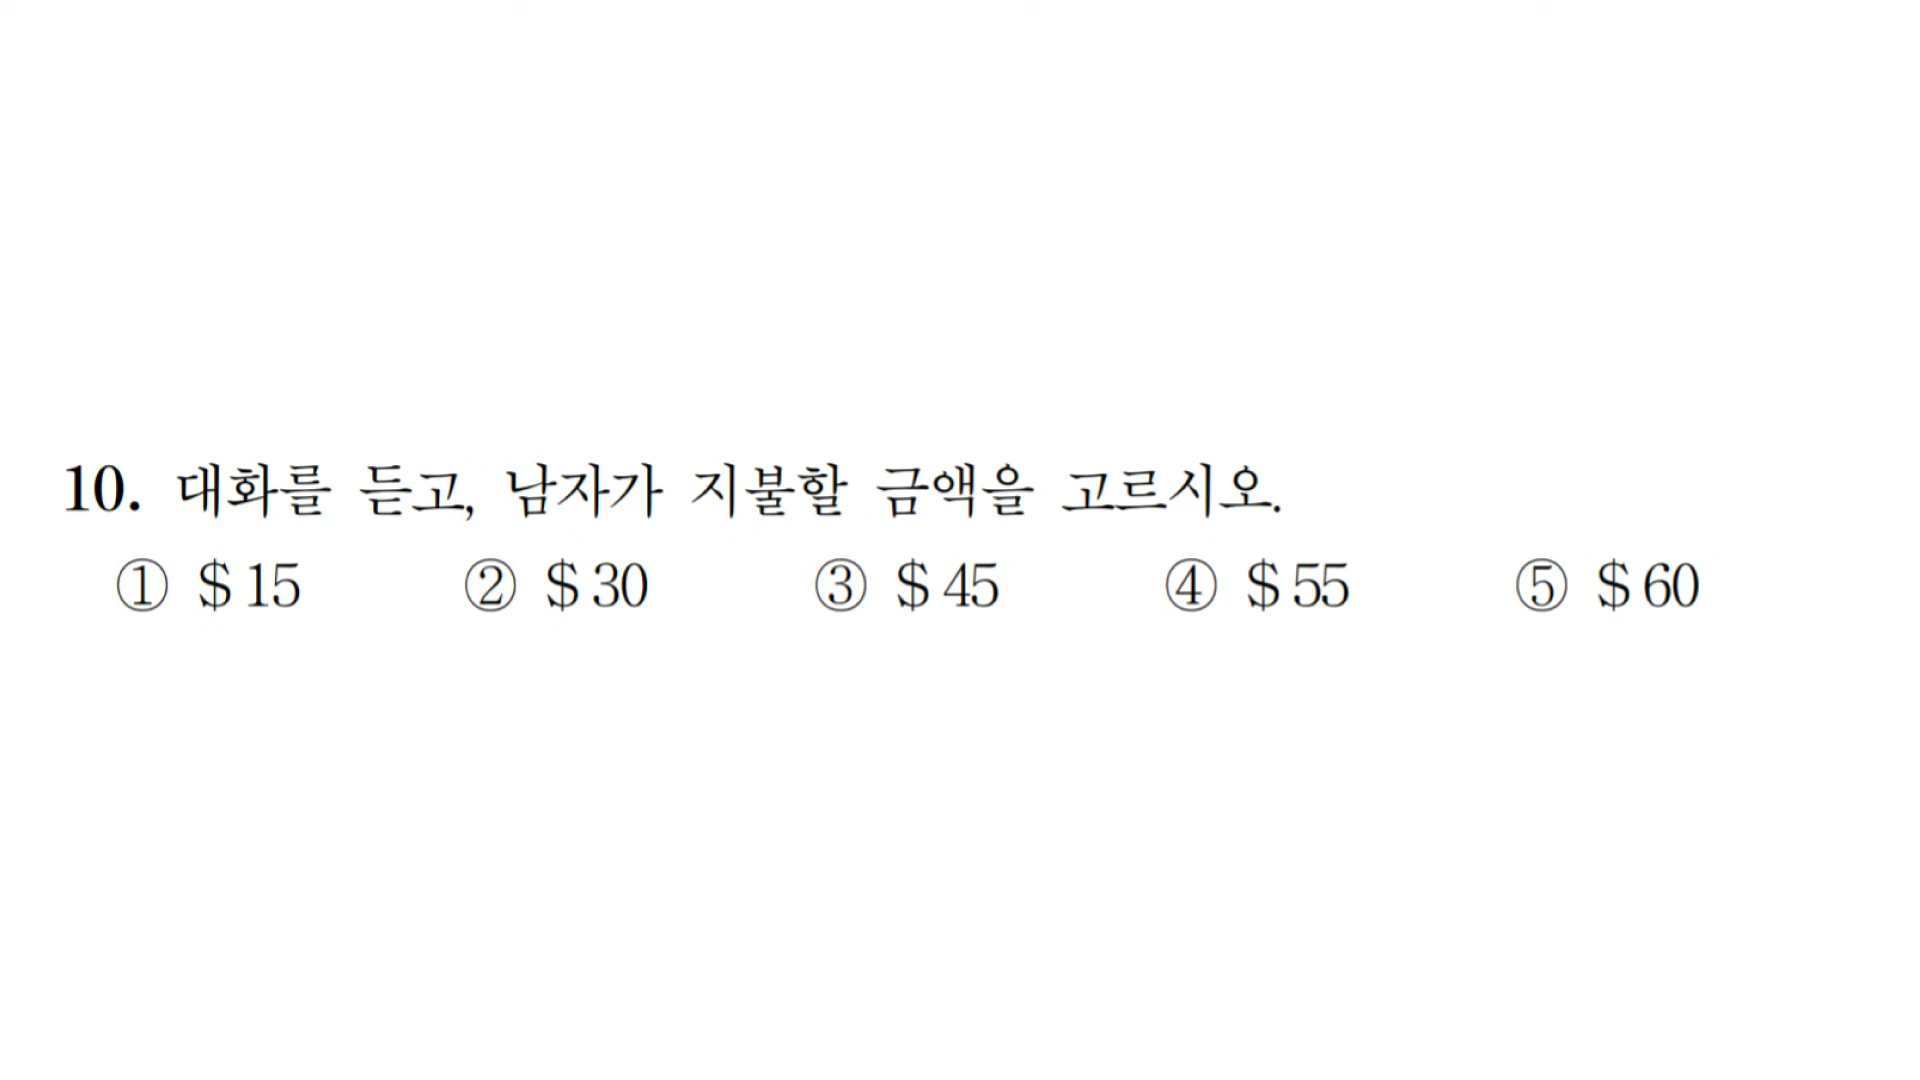 10. 대화를 듣고, 남자가 지불할 금액을 고르시오.
① $15 ② $30 ③ $45 ④ $55 ⑤ $60